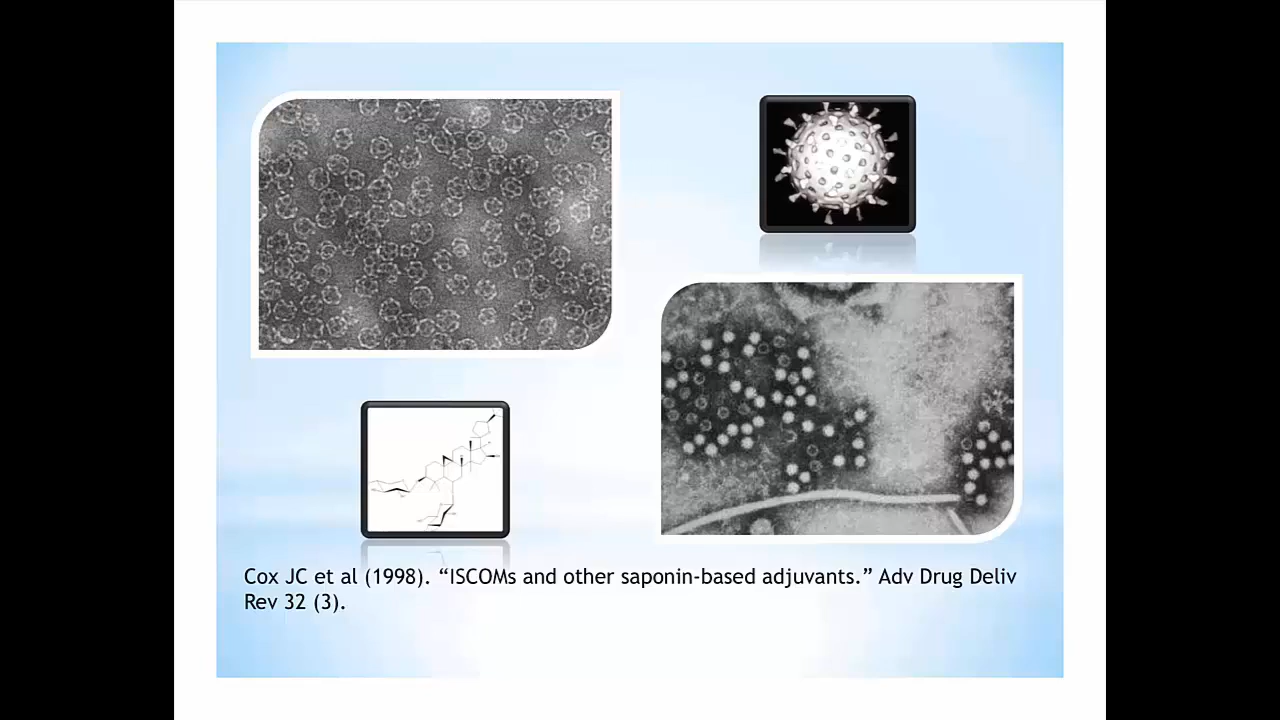 Cox JC et al (1998). “ISCOMs and other saponin-based adjuvants.” Adv Drug Deliv
Rev 32 (3).